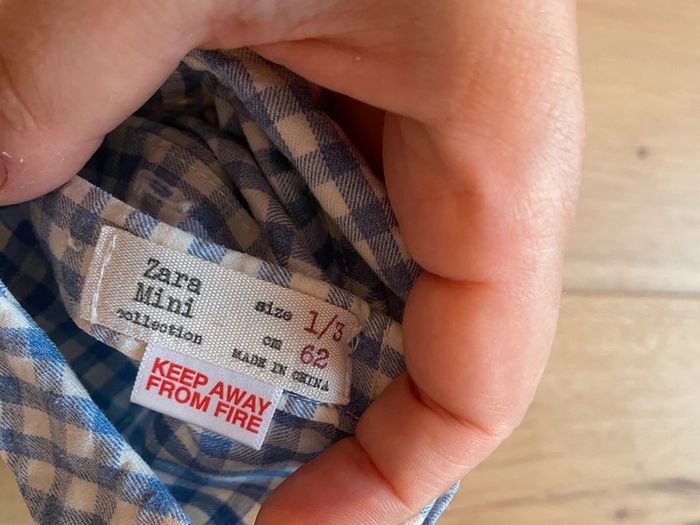 Zara
Mini
collection
size 1/3
cm 62
MADE IN CHINA
KEEP AWAY
FROM FIRE